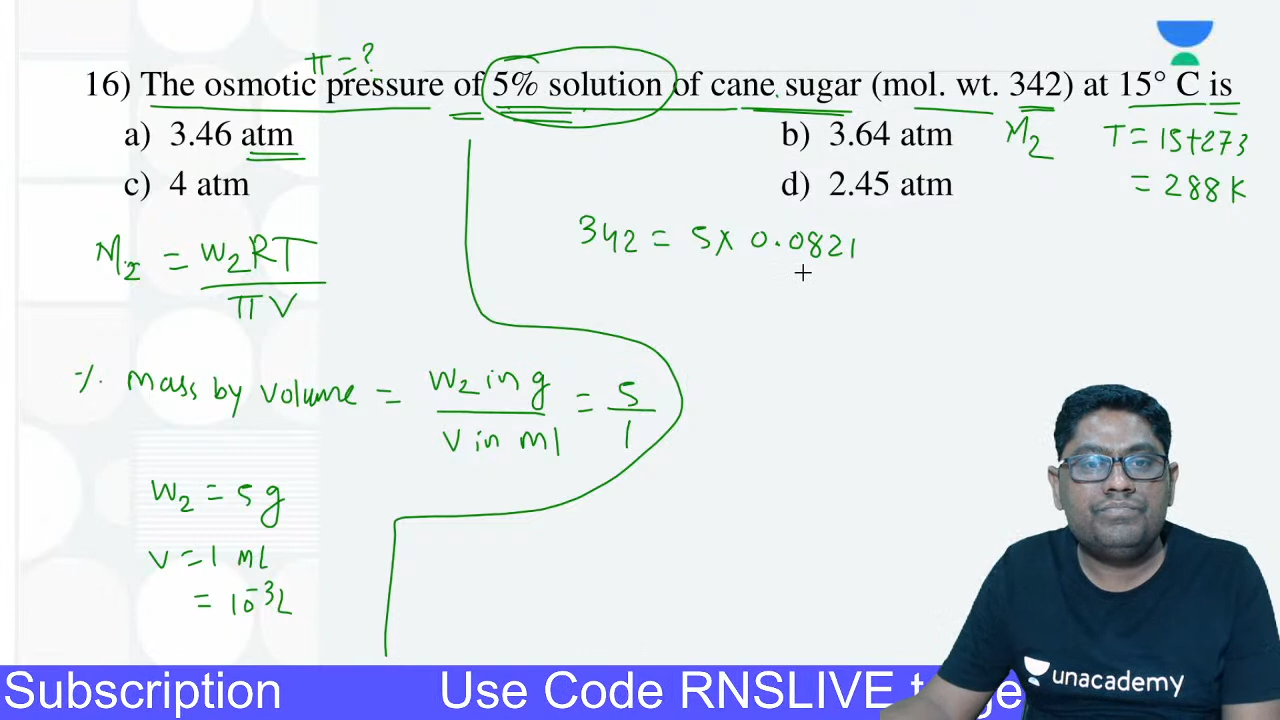 π = ?
16) The osmotic pressure of 5% solution of cane sugar (mol. wt. 342) at 15° C is
a) 3.46 atm
b) 3.64 atm
M2
T = 15+273
c) 4 atm
d) 2.45 atm
= 288 K
342 = 5 x 0.0821
M2 = w2RT
πV
%. Mass by volume = w2 in g = 5
V in ml 1
w2 = 5 g
V = 1 ml
= 10-3L
unacademy
Subscription Use Code RNSLIVE